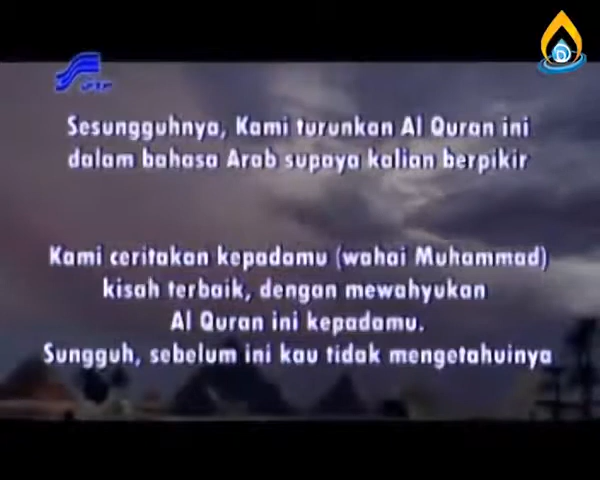 Sesungguhnya, Kami turunkan Al Quran ini
dalam bahasa Arab supaya kalian berpikir
Kami ceritakan kepadamu (wahai Muhammad)
kisah terbaik, dengan mewahyukan
Al Quran ini kepadamu.
Sungguh, sebelum ini kau tidak mengetahuinya